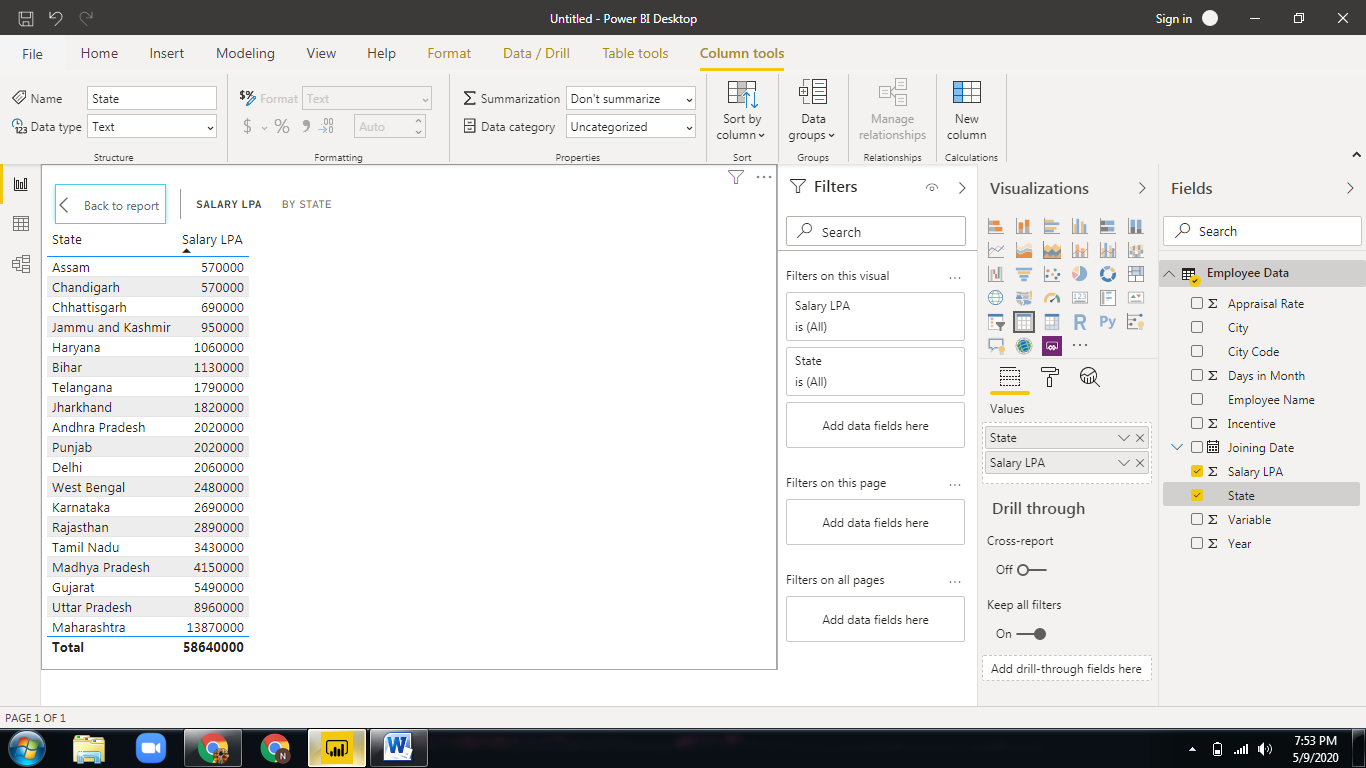 Untitled - Power BI Desktop
Sign in
File
Home
Insert
Modeling
View
Help
Format
Data / Drill
Table tools
Column tools
Name
State
Data type
Text
Structure
$% Format
Text
$ % 9 .00
Auto
Formatting
Summarization
Don't summarize
Data category
Uncategorized
Properties
Sort by
column
Sort
Data
groups
Groups
Manage
relationships
Relationships
New
column
Calculations
Back to report
SALARY LPA
BY STATE
State Salary LPA
Assam 570000
Chandigarh 570000
Chhattisgarh 690000
Jammu and Kashmir 950000
Haryana 1060000
Bihar 1130000
Telangana 1790000
Jharkhand 1820000
Andhra Pradesh 2020000
Punjab 2020000
Delhi 2060000
West Bengal 2480000
Karnataka 2690000
Rajasthan 2890000
Tamil Nadu 3430000
Madhya Pradesh 4150000
Gujarat 5490000
Uttar Pradesh 8960000
Maharashtra 13870000
Total 58640000
Filters
Search
Filters on this visual
Salary LPA
is (All)
State
is (All)
Add data fields here
Filters on this page
Add data fields here
Filters on all pages
Add data fields here
Visualizations
R Py
Values
State
Salary LPA
Drill through
Cross-report
Off
Keep all filters
On
Add drill-through fields here
Fields
Search
Employee Data
Appraisal Rate
City
City Code
Days in Month
Employee Name
Incentive
Joining Date
Salary LPA
State
Variable
Year
PAGE 1 OF 1
7:53 PM
5/9/2020